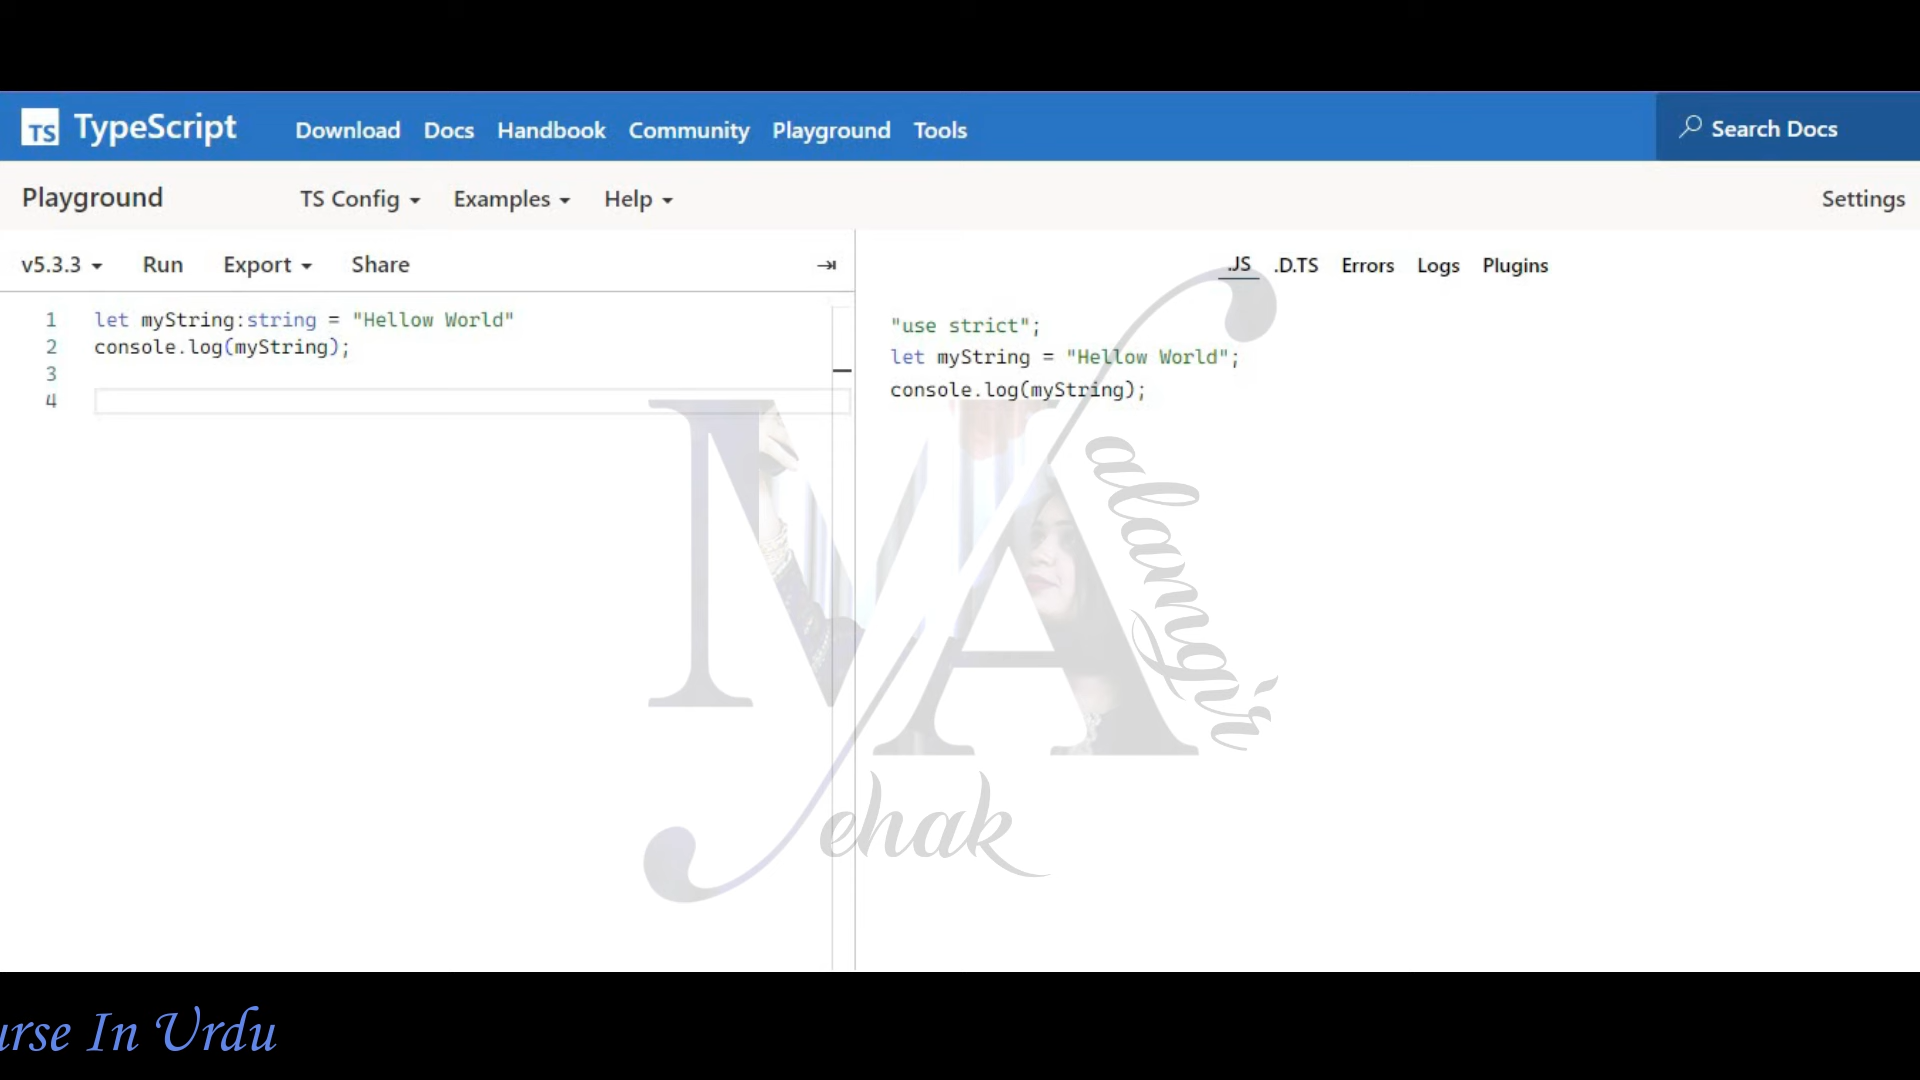 TS TypeScript Download Docs Handbook Community Playground Tools Search Docs
Playground TS Config Examples Help Settings
v5.3.3 Run Export Share .JS .D.TS Errors Logs Plugins
1 let myString:string = "Hellow World"
2 console.log(myString);
3
4
"use strict";
let myString = "Hellow World";
console.log(myString);
MA
alamgir
ehak
urse In Urdu